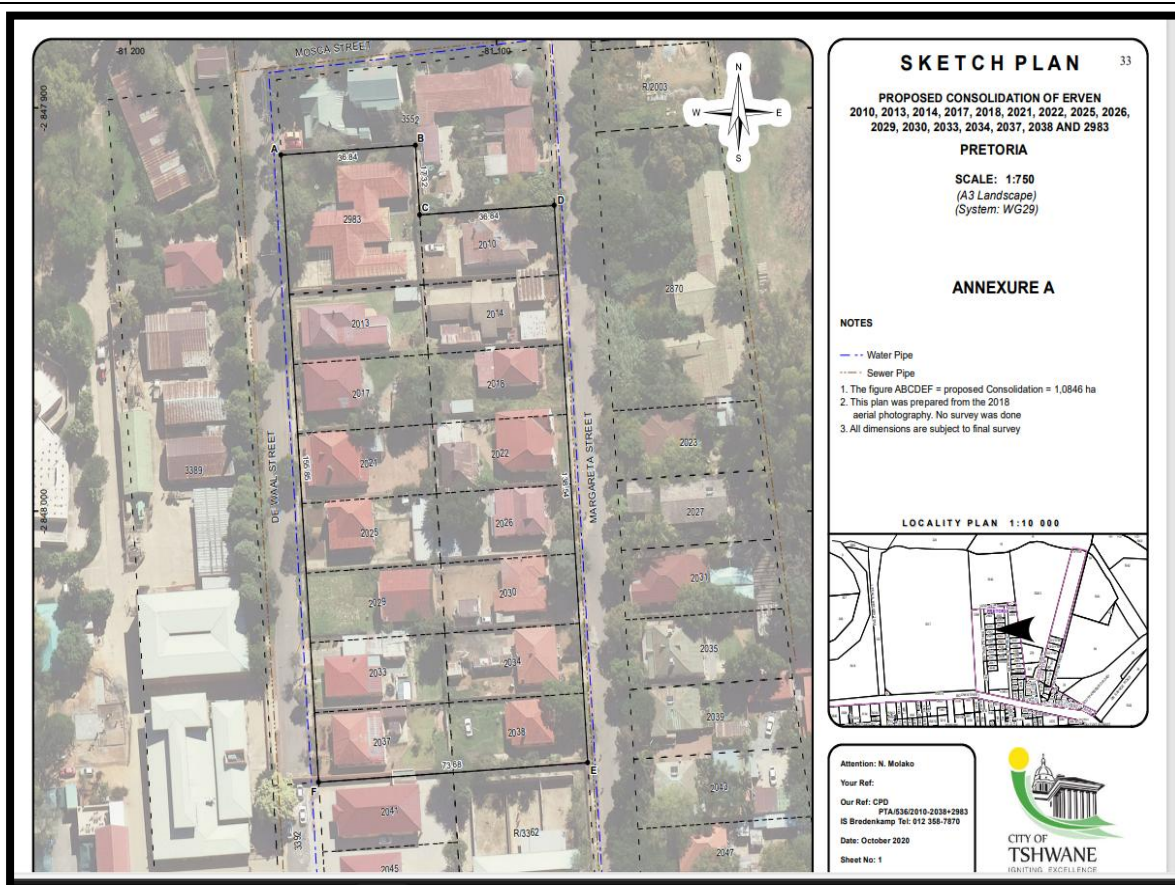 SKETCH PLAN
33
PROPOSED CONSOLIDATION OF ERVEN
2010, 2013, 2014, 2017, 2018, 2021, 2022, 2025, 2026,
2029, 2030, 2033, 2034, 2037, 2038 AND 2983
PRETORIA
SCALE: 1:750
(A3 Landscape)
(System: WG29)
ANNEXURE A
NOTES
Water Pipe
Sewer Pipe
1. The figure ABCDEF = proposed Consolidation = 1,0846 ha
2. This plan was prepared from the 2018
aerial photography. No survey was done
3. All dimensions are subject to final survey
LOCALITY PLAN 1:10 000
Attention: N. Molako
Your Ref:
Our Ref: CPD
PTA/536/2010-2038+2983
IS Bredenkamp Tel: 012 358-7870
Date: October 2020
Sheet No: 1
CITY OF
TSHWANE
IGNITING EXCELLENCE
-81 200
MOSCA STREET
-81 100
-2 847 900
-2 848 000
N
W
E
S
R/2003
3552
A
B
36.84
17.32
C
D
36.84
2983
2010
2870
2013
2014
2017
2018
DE WAAL STREET
MARGARETA STREET
2021
2022
2023
155.86
3389
2025
2026
2027
2029
2030
2031
2033
2034
2035
2037
2038
2039
73.68
F
E
2041
2043
R/3362
2045
2047